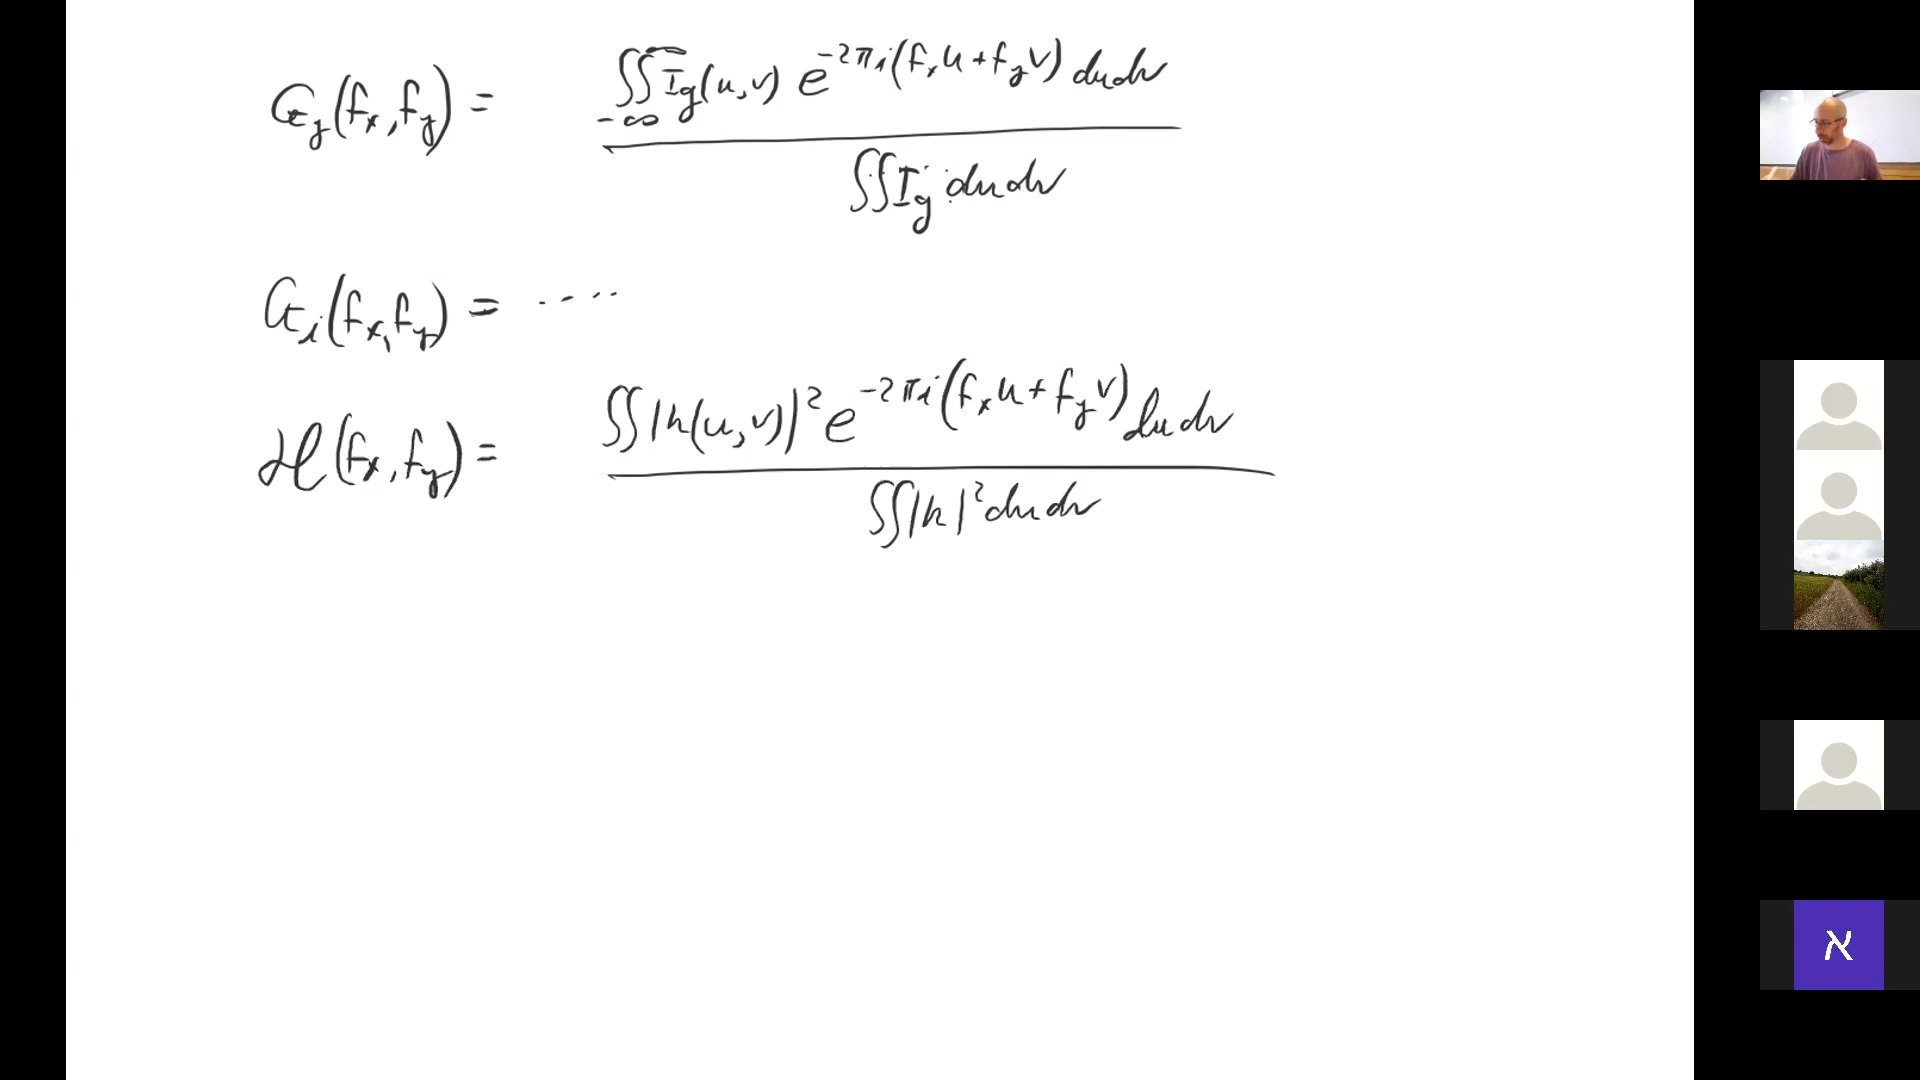 G_g(f_x, f_y) = ∬_{-∞}^{∞} I_g(u,v) e^{-2πi(f_x u + f_y v)} du dv / ∬ I_g du dv
G_i(f_x, f_y) = ....
ℋ(f_x, f_y) = ∬ |h(u,v)|² e^{-2πi(f_x u + f_y v)} du dv / ∬ |h|² du dv
א